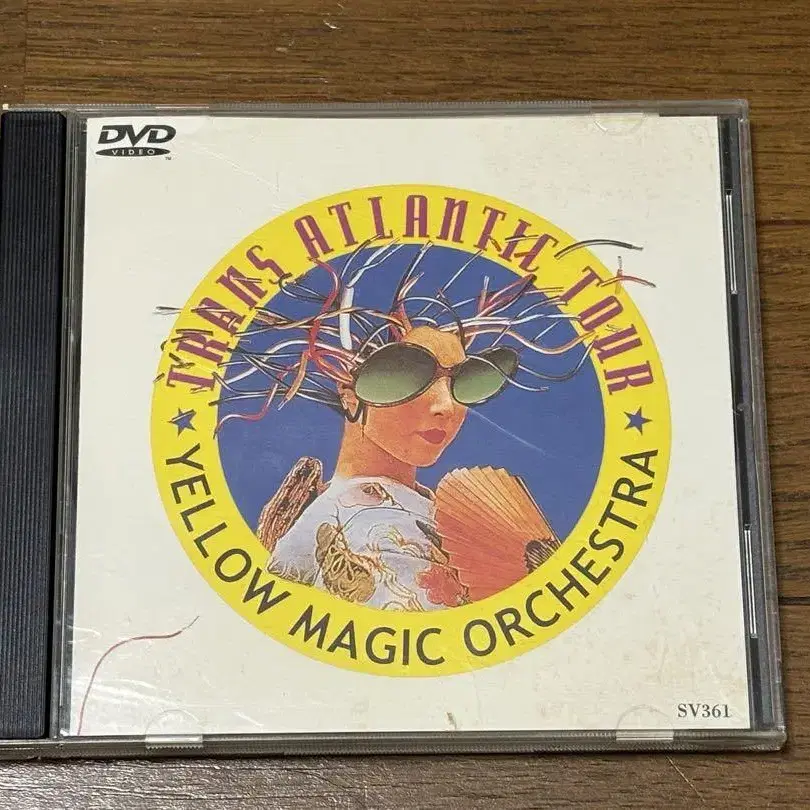 DVD
VIDEO
TRANS ATLANTIC TOUR
YELLOW MAGIC ORCHESTRA
SV361